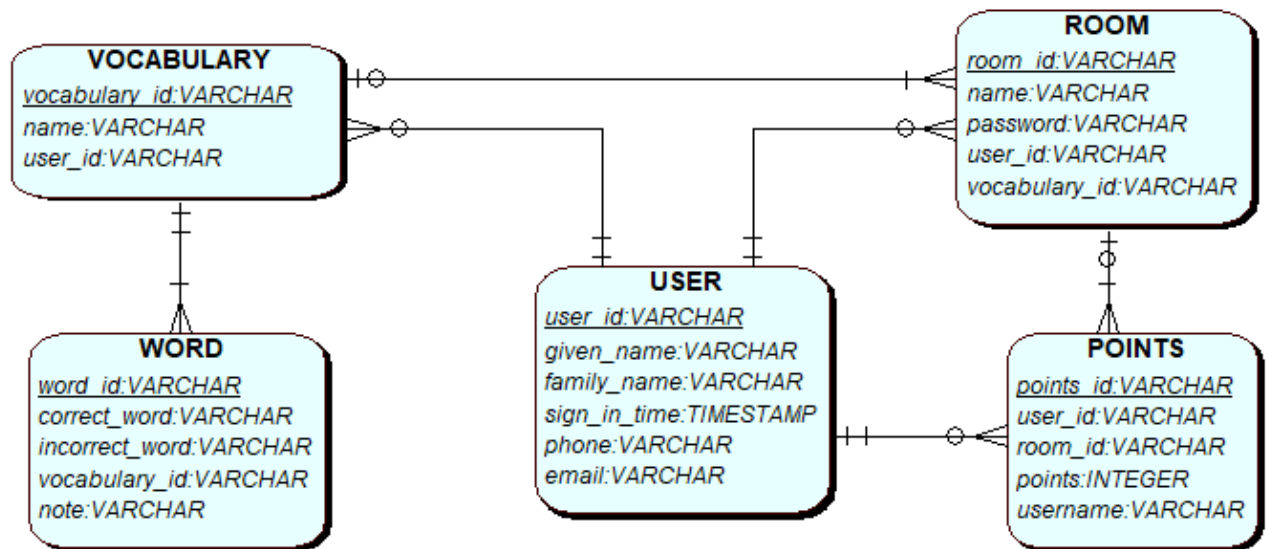 VOCABULARY
vocabulary_id:VARCHAR
name:VARCHAR
user_id:VARCHAR
ROOM
room_id:VARCHAR
name:VARCHAR
password:VARCHAR
user_id:VARCHAR
vocabulary_id:VARCHAR
WORD
word_id:VARCHAR
correct_word:VARCHAR
incorrect_word:VARCHAR
vocabulary_id:VARCHAR
note:VARCHAR
USER
user_id:VARCHAR
given_name:VARCHAR
family_name:VARCHAR
sign_in_time:TIMESTAMP
phone:VARCHAR
email:VARCHAR
POINTS
points_id:VARCHAR
user_id:VARCHAR
room_id:VARCHAR
points:INTEGER
username:VARCHAR